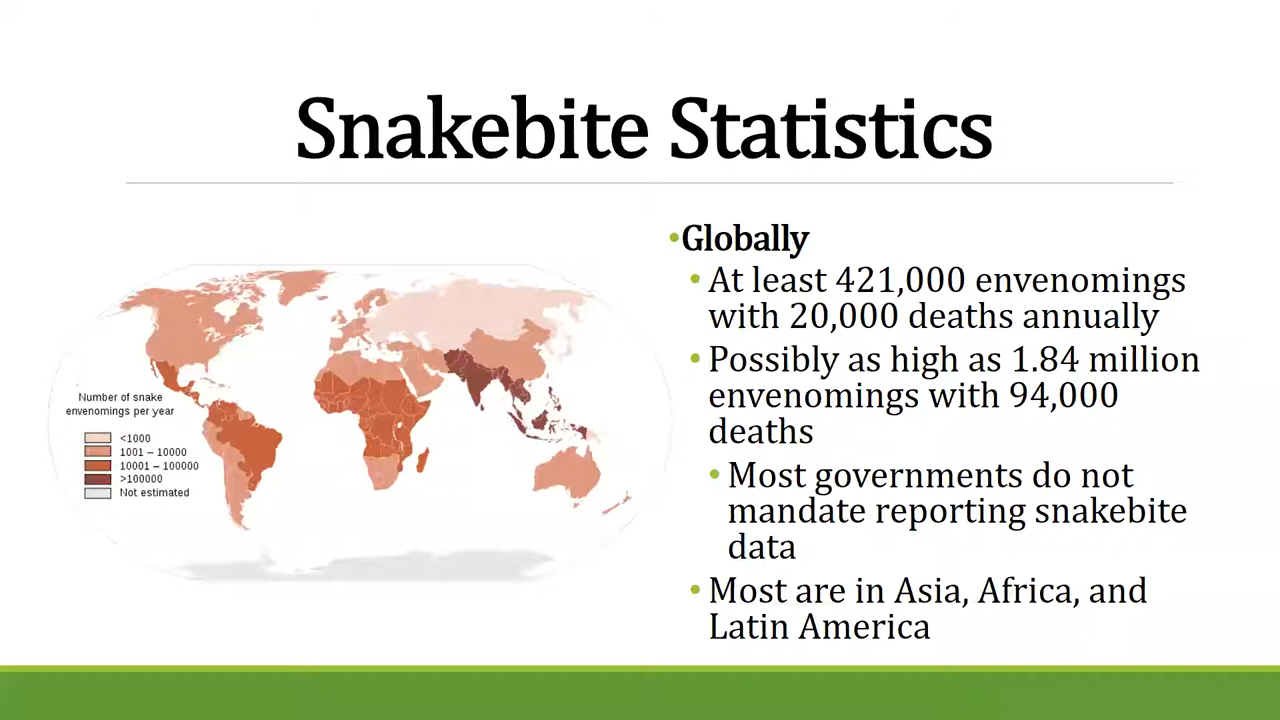 Snakebite Statistics
•Globally
•At least 421,000 envenomings
with 20,000 deaths annually
•Possibly as high as 1.84 million
envenomings with 94,000
deaths
•Most governments do not
mandate reporting snakebite
data
•Most are in Asia, Africa, and
Latin America
Number of snake
envenomings per year
<1000
1001 – 10000
10001 – 100000
>100000
Not estimated